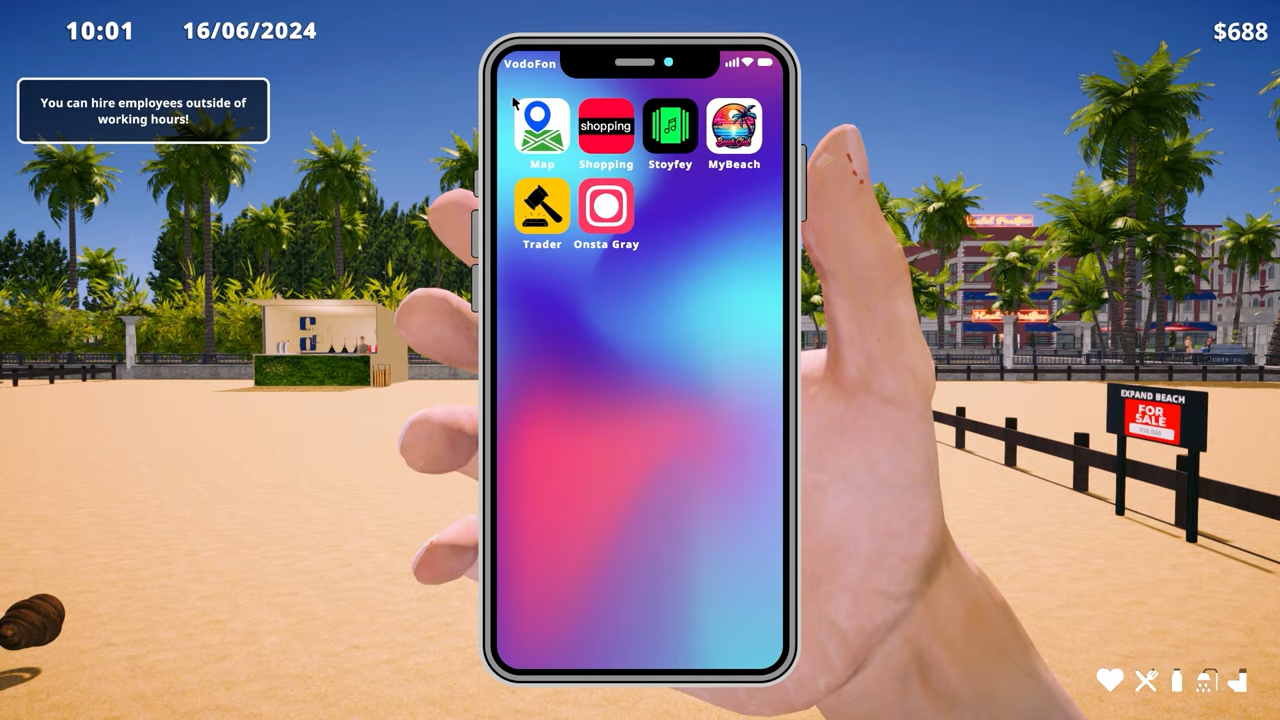 10:01
16/06/2024
$688
You can hire employees outside of
working hours!
VodoFon
shopping
Map
Shopping
Stoyfey
MyBeach
Trader
Onsta Gray
EXPAND BEACH
FOR
SALE